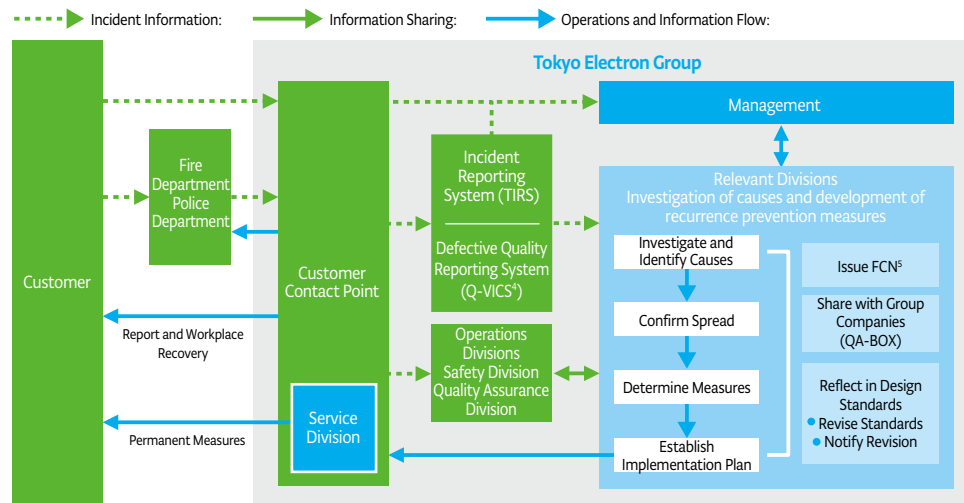 Incident Information:
Information Sharing:
Operations and Information Flow:
Tokyo Electron Group
Customer
Fire
Department
Police
Department
Report and Workplace
Recovery
Permanent Measures
Customer
Contact Point
Service
Division
Incident
Reporting
System (TIRS)
Defective Quality
Reporting System
(Q-VICS⁴)
Operations
Divisions
Safety Division
Quality Assurance
Division
Management
Relevant Divisions
Investigation of causes and development of
recurrence prevention measures
Investigate and
Identify Causes
Confirm Spread
Determine Measures
Establish
Implementation Plan
Issue FCN⁵
Share with Group
Companies
(QA-BOX)
Reflect in Design
Standards
● Revise Standards
● Notify Revision